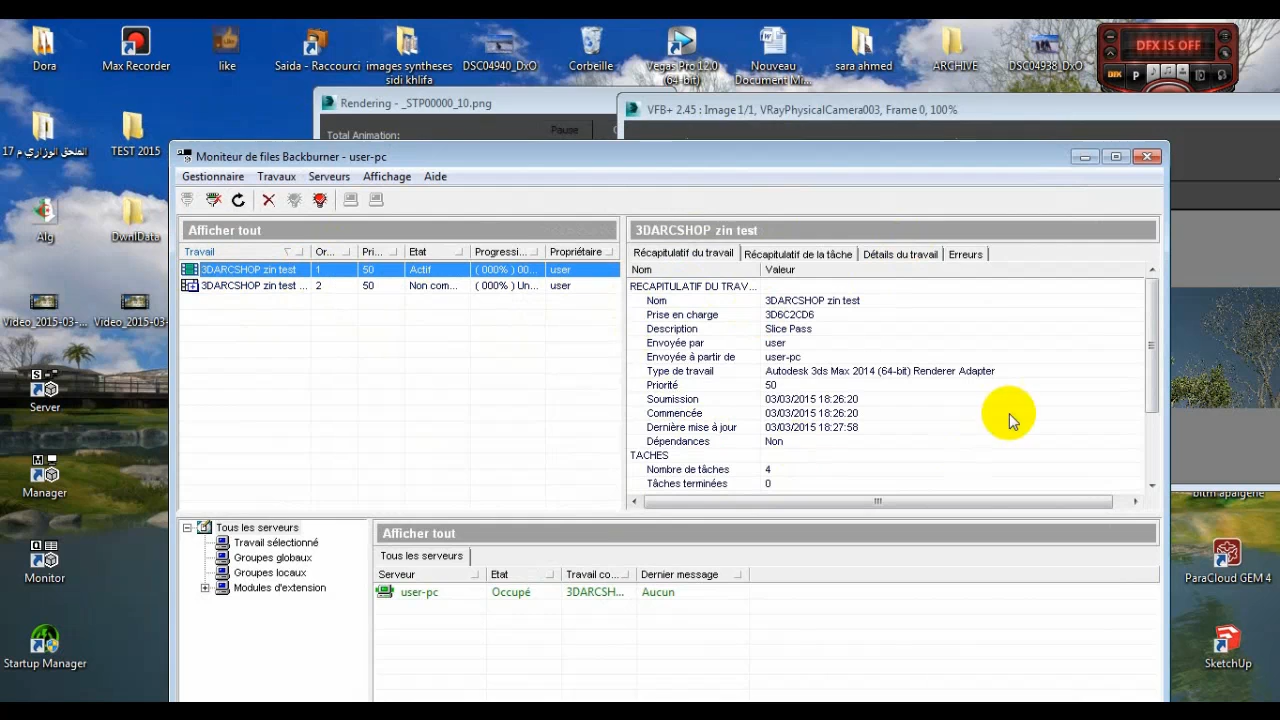 DFX IS OFF
Dora
Max Recorder
like
Saida - Raccourci
images syntheses
sidi khlifa
DSC04940_DxO
Corbeille
Vegas Pro 12.0
(64-bit)
Nouveau
Document Mi...
sara ahmed
ARCHIVE
DSC04938_DxO
Rendering - _STP00000_10.png
VFB+ 2.45 : Image 1/1, VRayPhysicalCamera003, Frame 0, 100%
Total Animation:
Pause
الملحق الوزاري م 17
TEST 2015
Moniteur de files Backburner - user-pc
Gestionnaire Travaux Serveurs Affichage Aide
Alg
DwnlData
Afficher tout
Travail Or... Pri... Etat Progressi... Propriétaire
3DARCSHOP zin test 1 50 Actif ( 000% ) 00... user
3DARCSHOP zin test ... 2 50 Non com... ( 000% ) Un... user
3DARCSHOP zin test
Récapitulatif du travail Récapitulatif de la tâche Détails du travail Erreurs
Nom Valeur
RECAPITULATIF DU TRAV...
Nom 3DARCSHOP zin test
Prise en charge 3D6C2CD6
Description Slice Pass
Envoyée par user
Envoyée à partir de user-pc
Type de travail Autodesk 3ds Max 2014 (64-bit) Renderer Adapter
Priorité 50
Soumission 03/03/2015 18:26:20
Commencée 03/03/2015 18:26:20
Dernière mise à jour 03/03/2015 18:27:58
Dépendances Non
TACHES
Nombre de tâches 4
Tâches terminées 0
Video_2015-03-...
Video_2015-03-
Server
Manager
Monitor
Startup Manager
Tous les serveurs
Travail sélectionné
Groupes globaux
Groupes locaux
Modules d'extension
Afficher tout
Tous les serveurs
Serveur Etat Travail co... Dernier message
user-pc Occupé 3DARCSH... Aucun
ParaCloud GEM 4
SketchUp